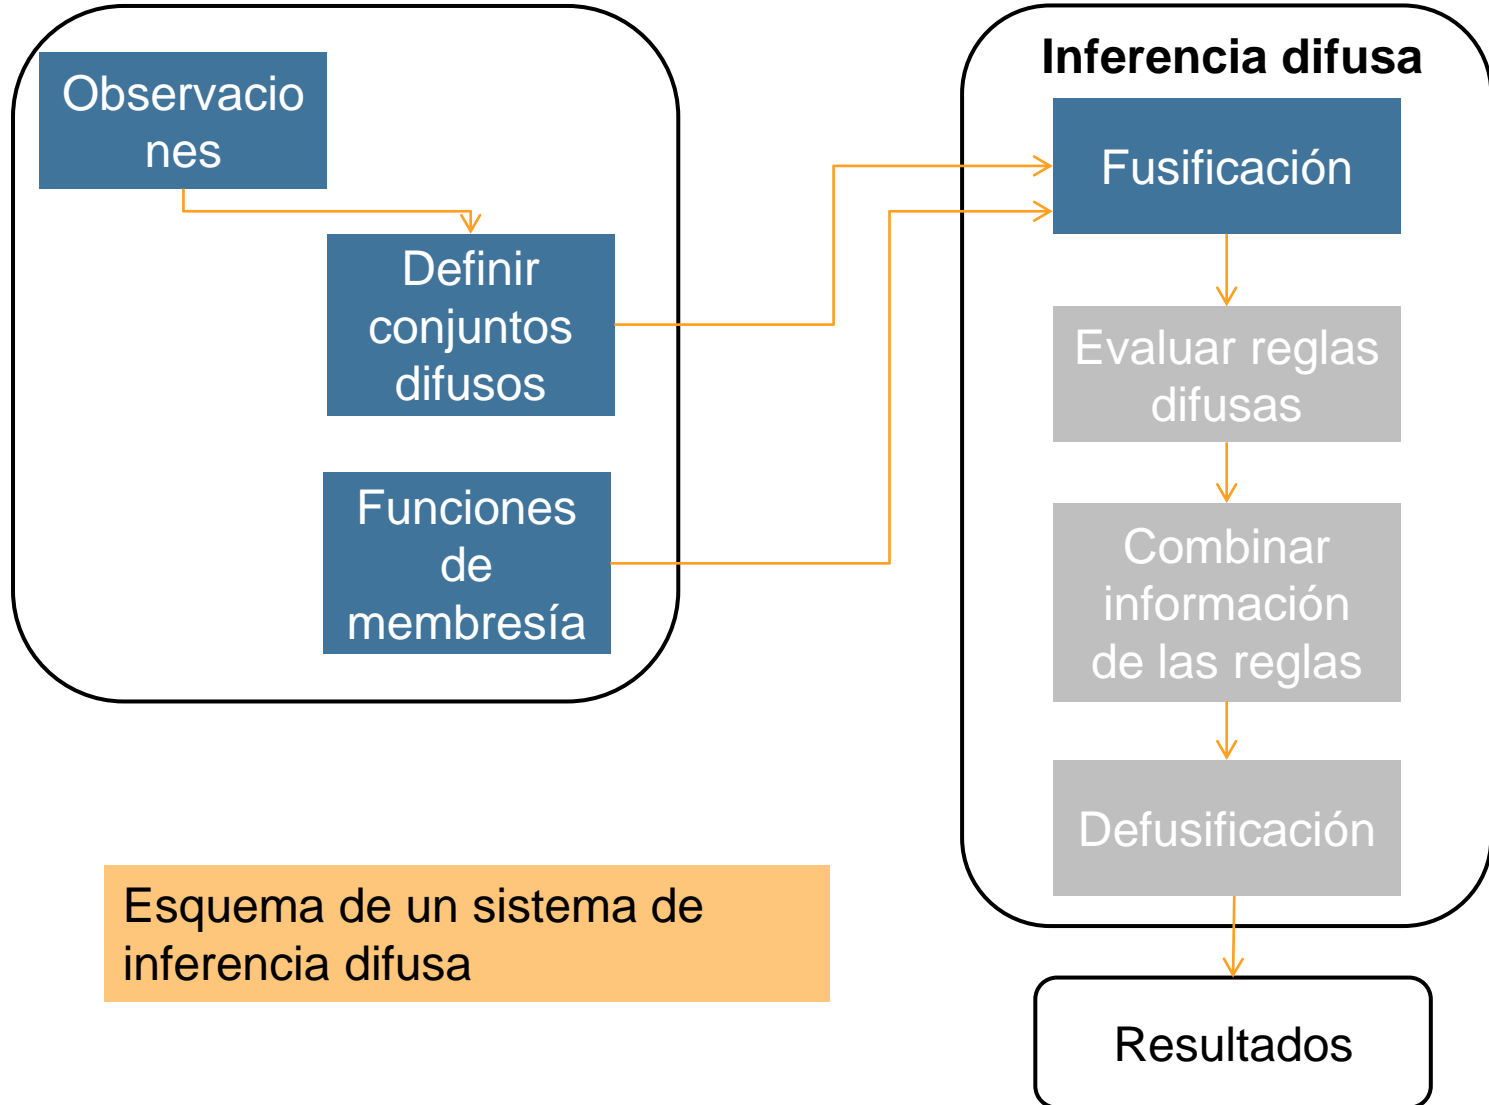 Observacio
nes
Definir
conjuntos
difusos
Funciones
de
membresía
Esquema de un sistema de
inferencia difusa
Inferencia difusa
Fusificación
Evaluar reglas
difusas
Combinar
información
de las reglas
Defusificación
Resultados